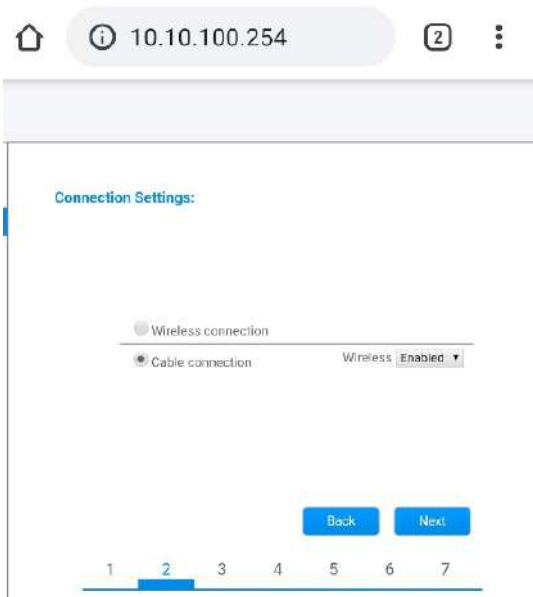 10.10.100.254 2
Connection Settings:
Wireless connection
Cable connection Wireless Enabled
Back Next
1 2 3 4 5 6 7